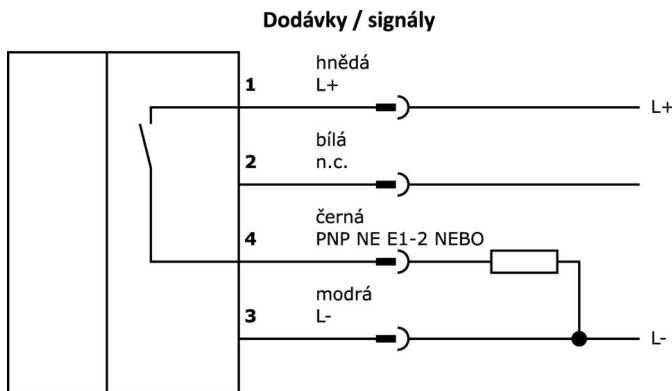 Dodávky / signály
hnědá
1 L+ L+
bílá
2 n.c.
černá
4 PNP NE E1-2 NEBO
modrá
3 L- L-